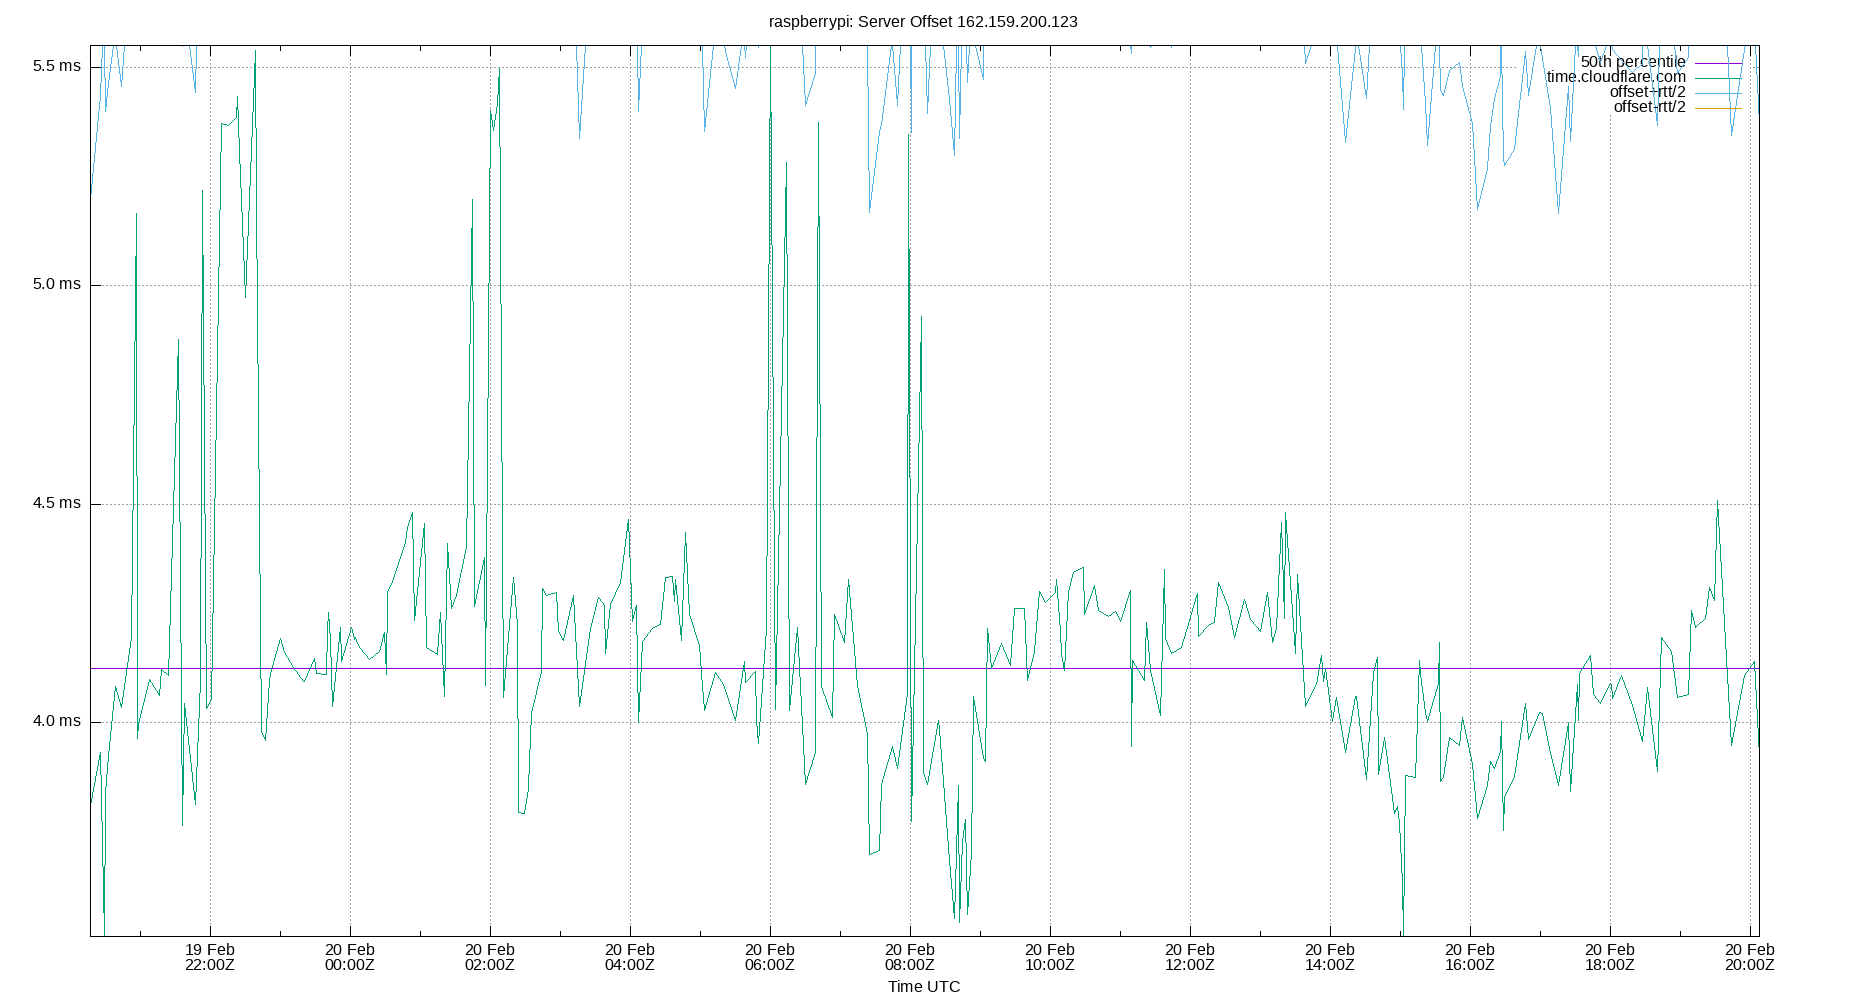 raspberrypi: Server Offset 162.159.200.123
5.5 ms
5.0 ms
4.5 ms
4.0 ms
50th percentile
time.cloudflare.com
offset+rtt/2
offset-rtt/2
19 Feb 20 Feb 20 Feb 20 Feb 20 Feb 20 Feb 20 Feb 20 Feb 20 Feb 20 Feb 20 Feb 20 Feb
22:00Z 00:00Z 02:00Z 04:00Z 06:00Z 08:00Z 10:00Z 12:00Z 14:00Z 16:00Z 18:00Z 20:00Z
Time UTC